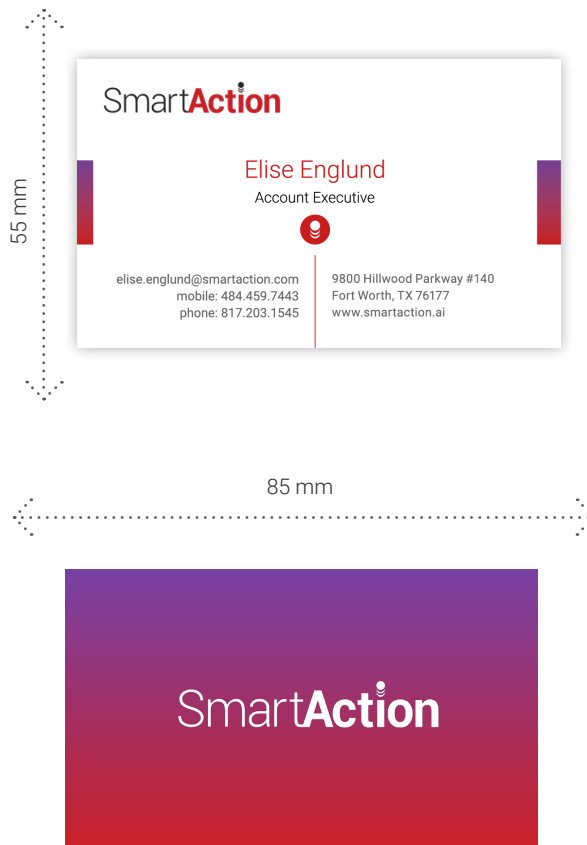 55 mm
SmartAction
Elise Englund
Account Executive
elise.englund@smartaction.com
mobile: 484.459.7443
phone: 817.203.1545
9800 Hillwood Parkway #140
Fort Worth, TX 76177
www.smartaction.ai
85 mm
SmartAction